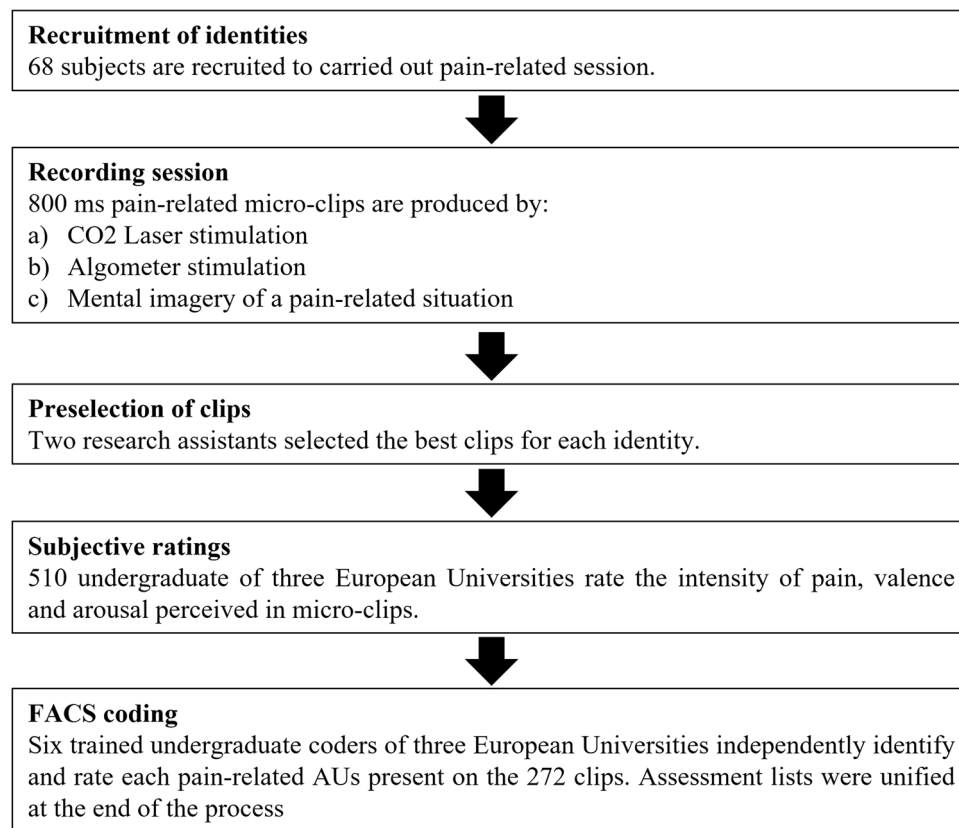 Recruitment of identities
68 subjects are recruited to carried out pain-related session.
Recording session
800 ms pain-related micro-clips are produced by:
a) CO2 Laser stimulation
b) Algometer stimulation
c) Mental imagery of a pain-related situation
Preselection of clips
Two research assistants selected the best clips for each identity.
Subjective ratings
510 undergraduate of three European Universities rate the intensity of pain, valence
and arousal perceived in micro-clips.
FACS coding
Six trained undergraduate coders of three European Universities independently identify
and rate each pain-related AUs present on the 272 clips. Assessment lists were unified
at the end of the process